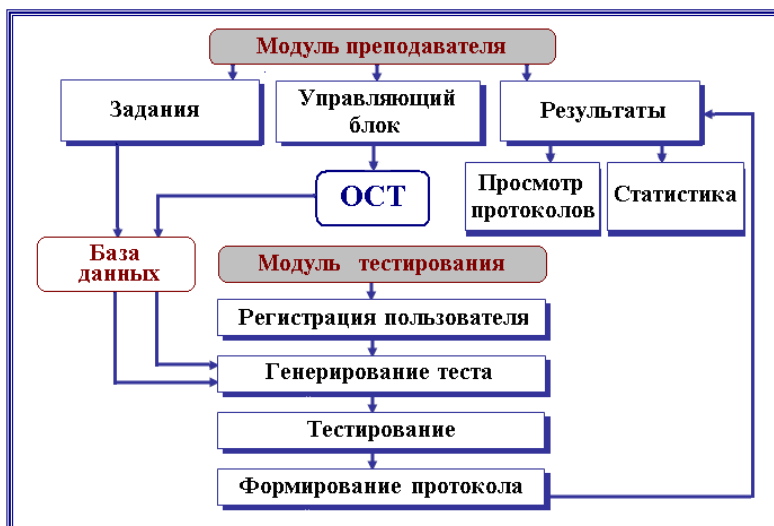 Модуль преподавателя
Задания
Управляющий
блок
Результаты
ОСТ
Просмотр
протоколов
Статистика
База
данных
Модуль тестирования
Регистрация пользователя
Генерирование теста
Тестирование
Формирование протокола